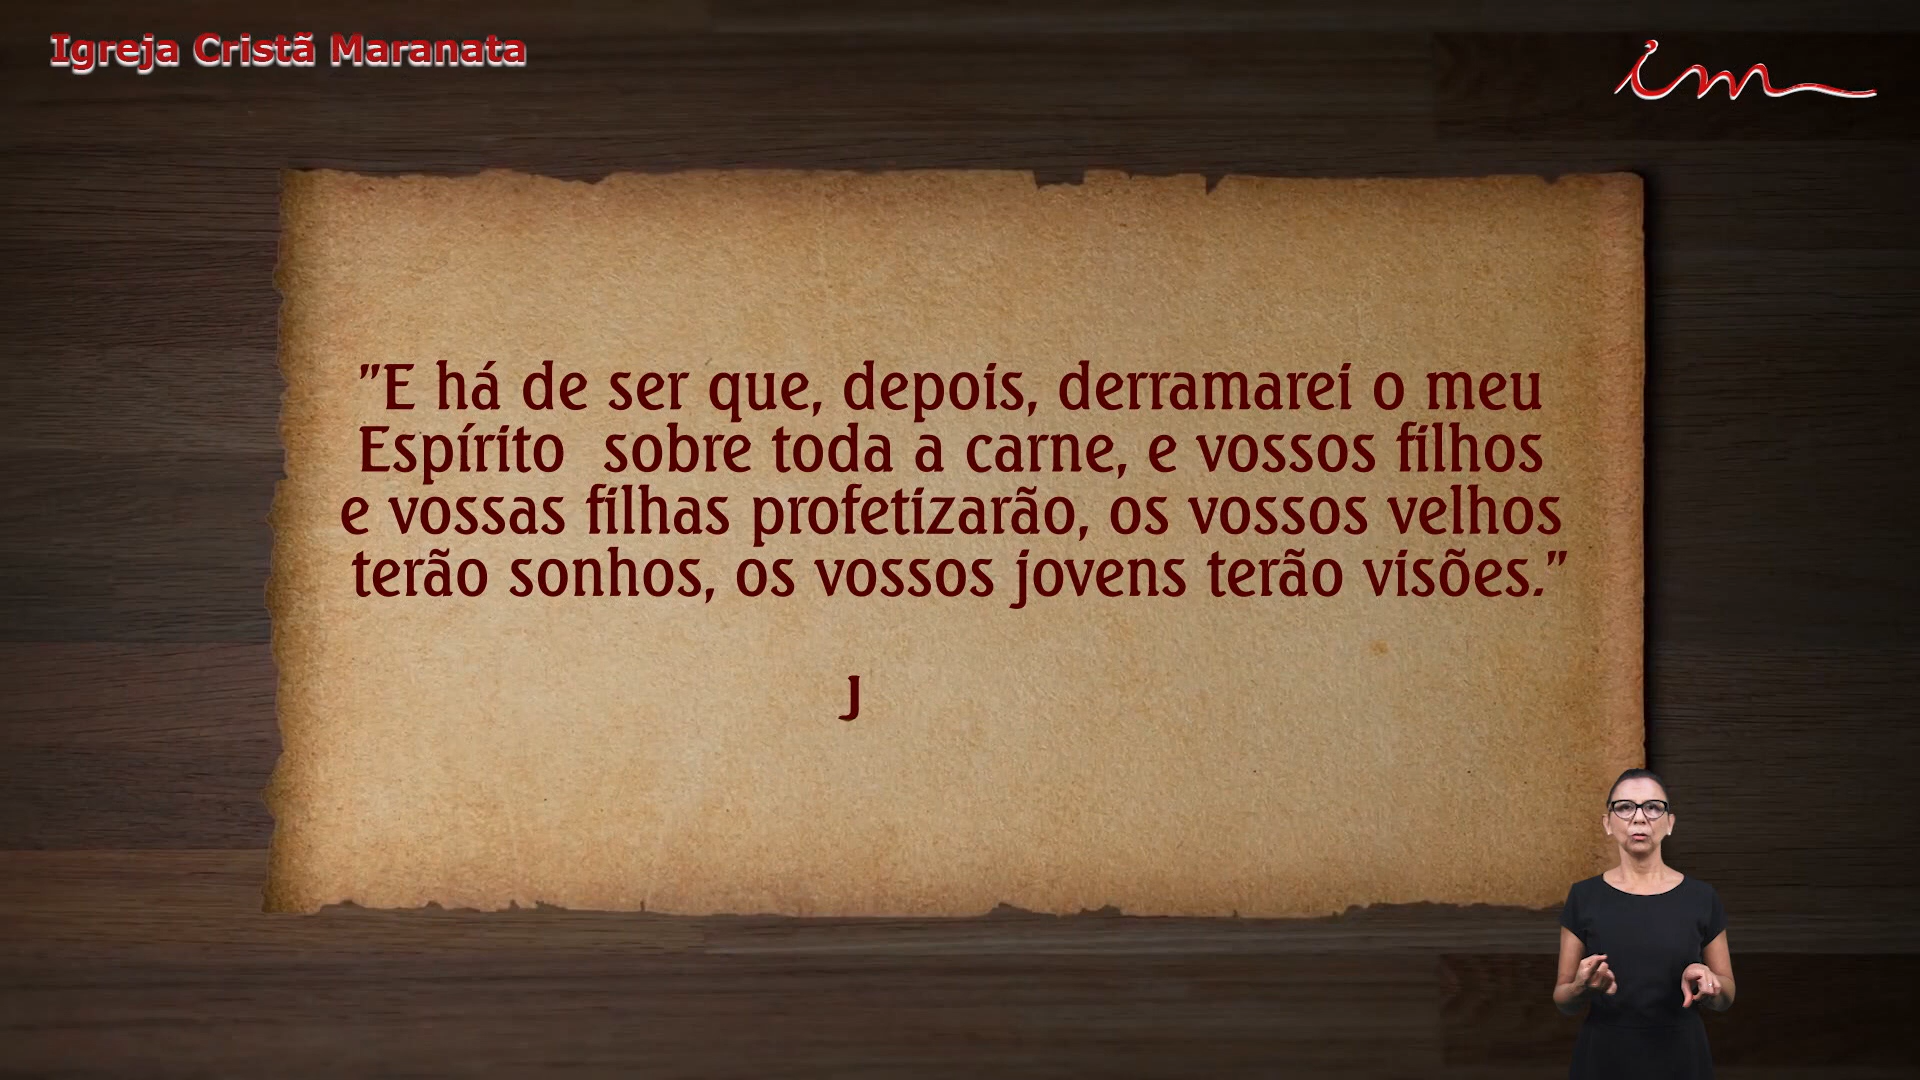 Igreja Cristã Maranata
im
"E há de ser que, depois, derramarei o meu
Espírito sobre toda a carne, e vossos filhos
e vossas filhas profetizarão, os vossos velhos
terão sonhos, os vossos jovens terão visões."
J